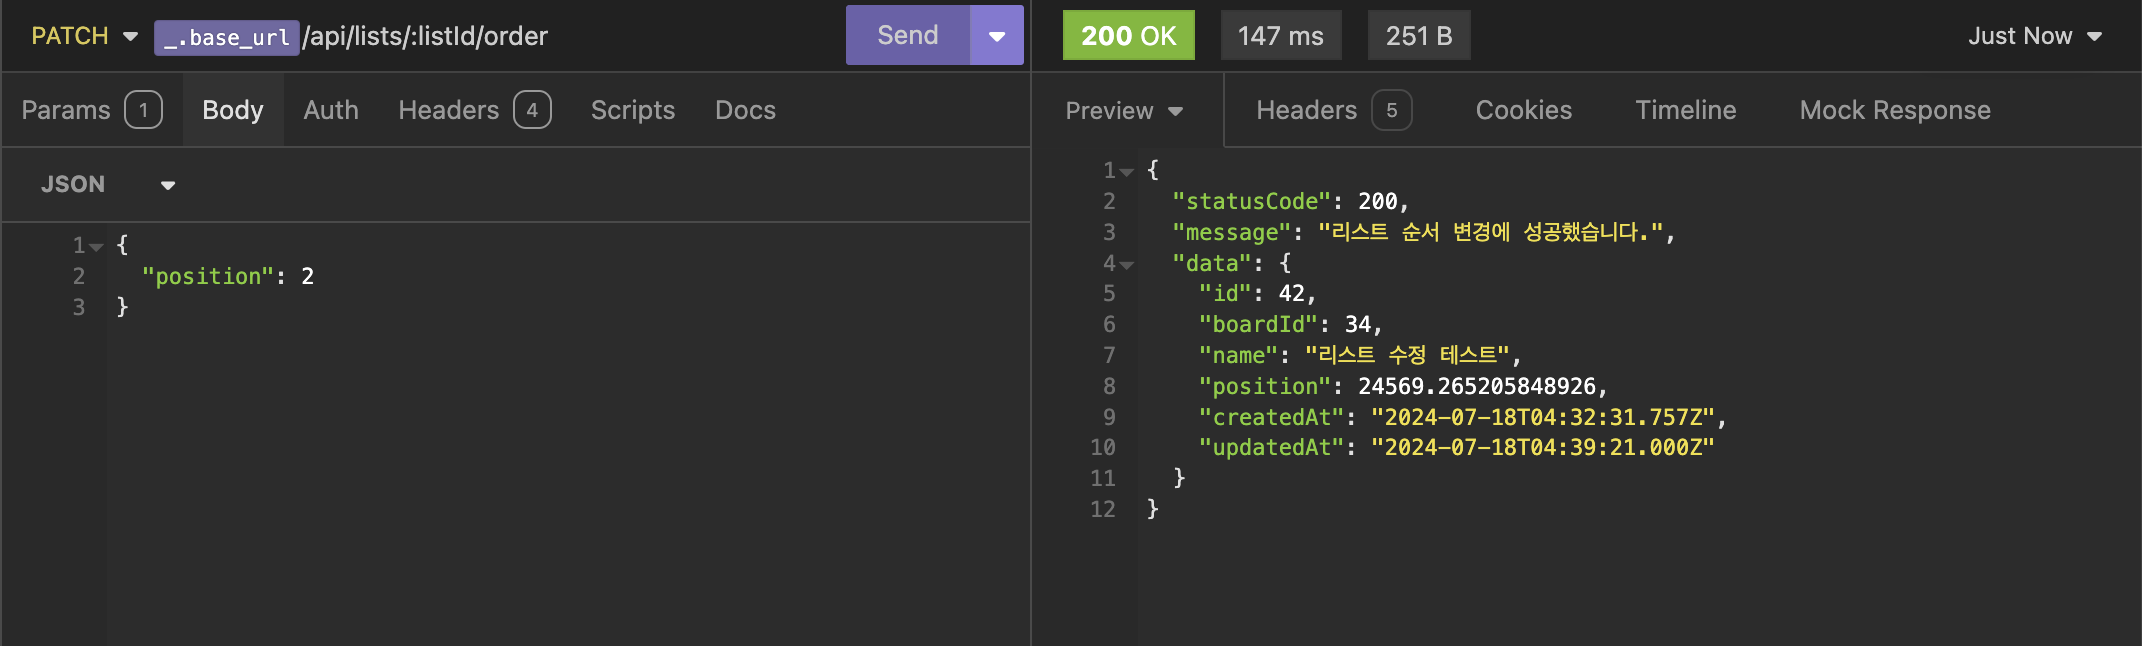 PATCH _.base_url /api/lists/:listId/order Send
200 OK 147 ms 251 B Just Now
Params 1 Body Auth Headers 4 Scripts Docs
Preview Headers 5 Cookies Timeline Mock Response
JSON
1 {
2 "position": 2
3 }
1 {
2 "statusCode": 200,
3 "message": "리스트 순서 변경에 성공했습니다.",
4 "data": {
5 "id": 42,
6 "boardId": 34,
7 "name": "리스트 수정 테스트",
8 "position": 24569.265205848926,
9 "createdAt": "2024-07-18T04:32:31.757Z",
10 "updatedAt": "2024-07-18T04:39:21.000Z"
11 }
12 }